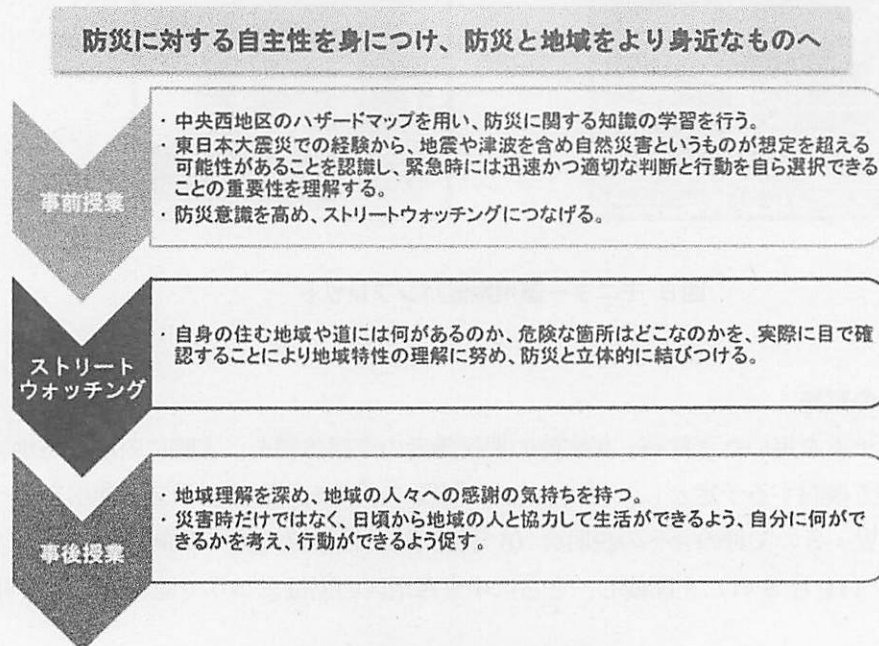 防災に対する自主性を身につけ、防災と地域をより身近なものへ
事前授業
・中央西地区のハザードマップを用い、防災に関する知識の学習を行う。
・東日本大震災での経験から、地震や津波を含め自然災害というものが想定を超える
可能性があることを認識し、緊急時には迅速かつ適切な判断と行動を自ら選択できる
ことの重要性を理解する。
・防災意識を高め、ストリートウォッチングにつなげる。
ストリート
ウォッチング
・自身の住む地域や道には何があるのか、危険な箇所はどこなのかを、実際に目で確
認することにより地域特性の理解に努め、防災と立体的に結びつける。
事後授業
・地域理解を深め、地域の人々への感謝の気持ちを持つ。
・災害時だけではなく、日頃から地域の人と協力して生活ができるよう、自分に何がで
きるかを考え、行動ができるよう促す。